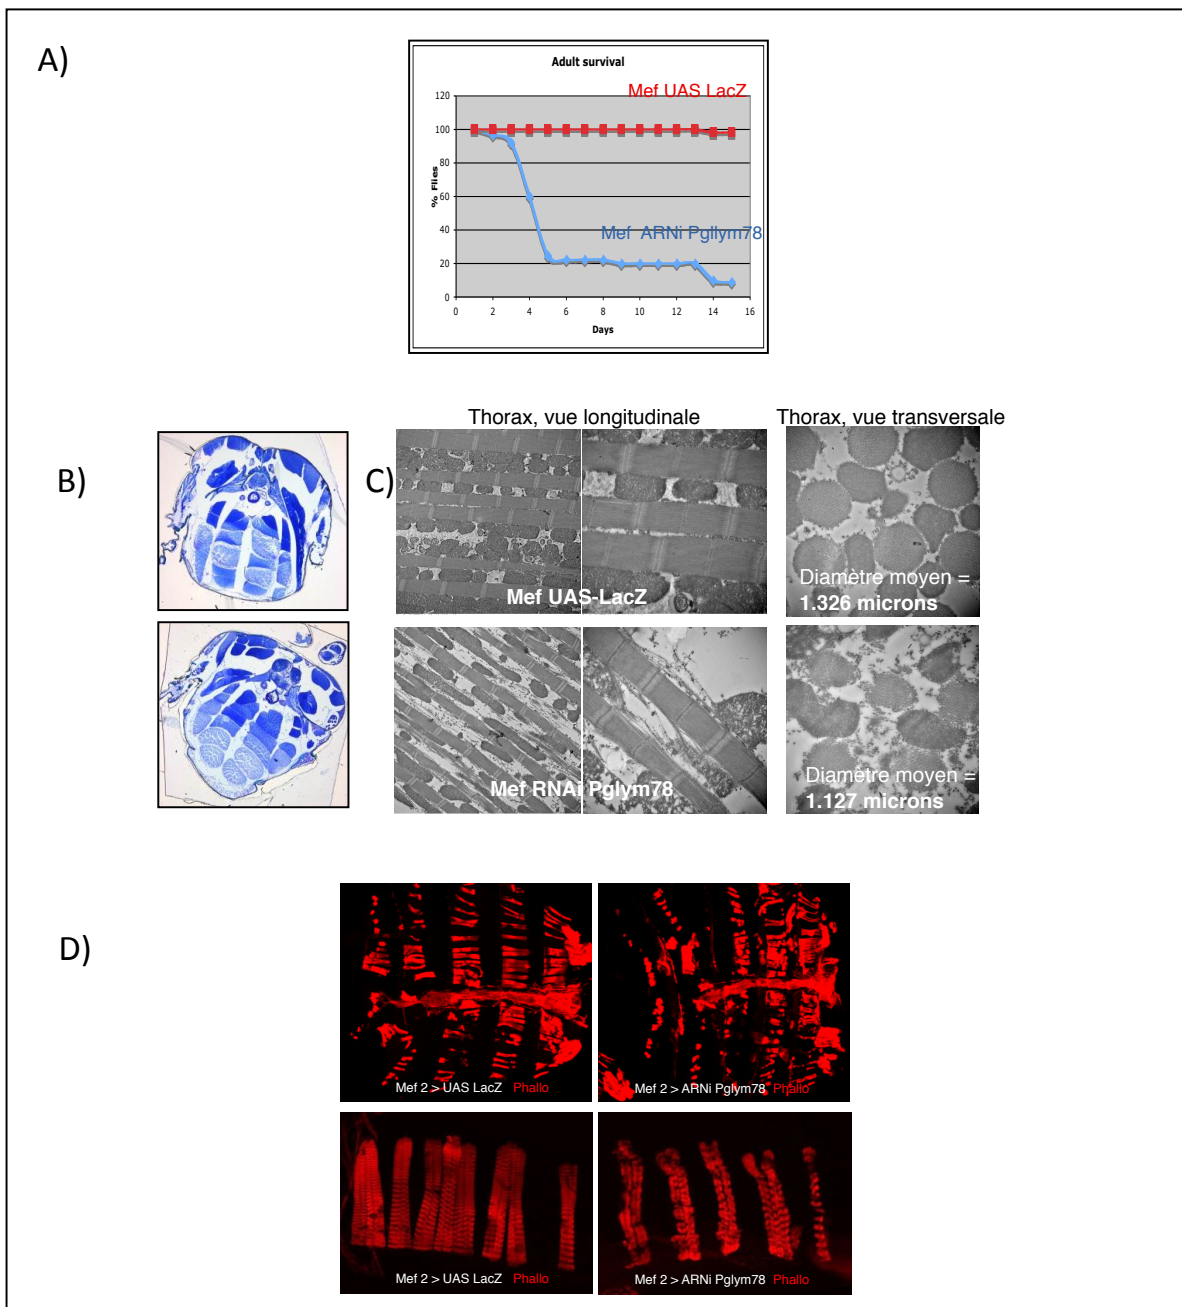 A)
Adult survival
Mef UAS LacZ
120
100
80
60
40
20
0
% Flies
Mef ARNi Pgllym78
0 2 4 6 8 10 12 14 16
Days
B)
C)
Thorax, vue longitudinale
Thorax, vue transversale
Mef UAS-LacZ
Diamètre moyen =
1.326 microns
Mef RNAi Pglym78
Diamètre moyen =
1.127 microns
D)
Mef 2 > UAS LacZ Phallo
Mef 2 > ARNi Pglym78 Phallo
Mef 2 > UAS LacZ Phallo
Mef 2 > ARNi Pglym78 Phallo